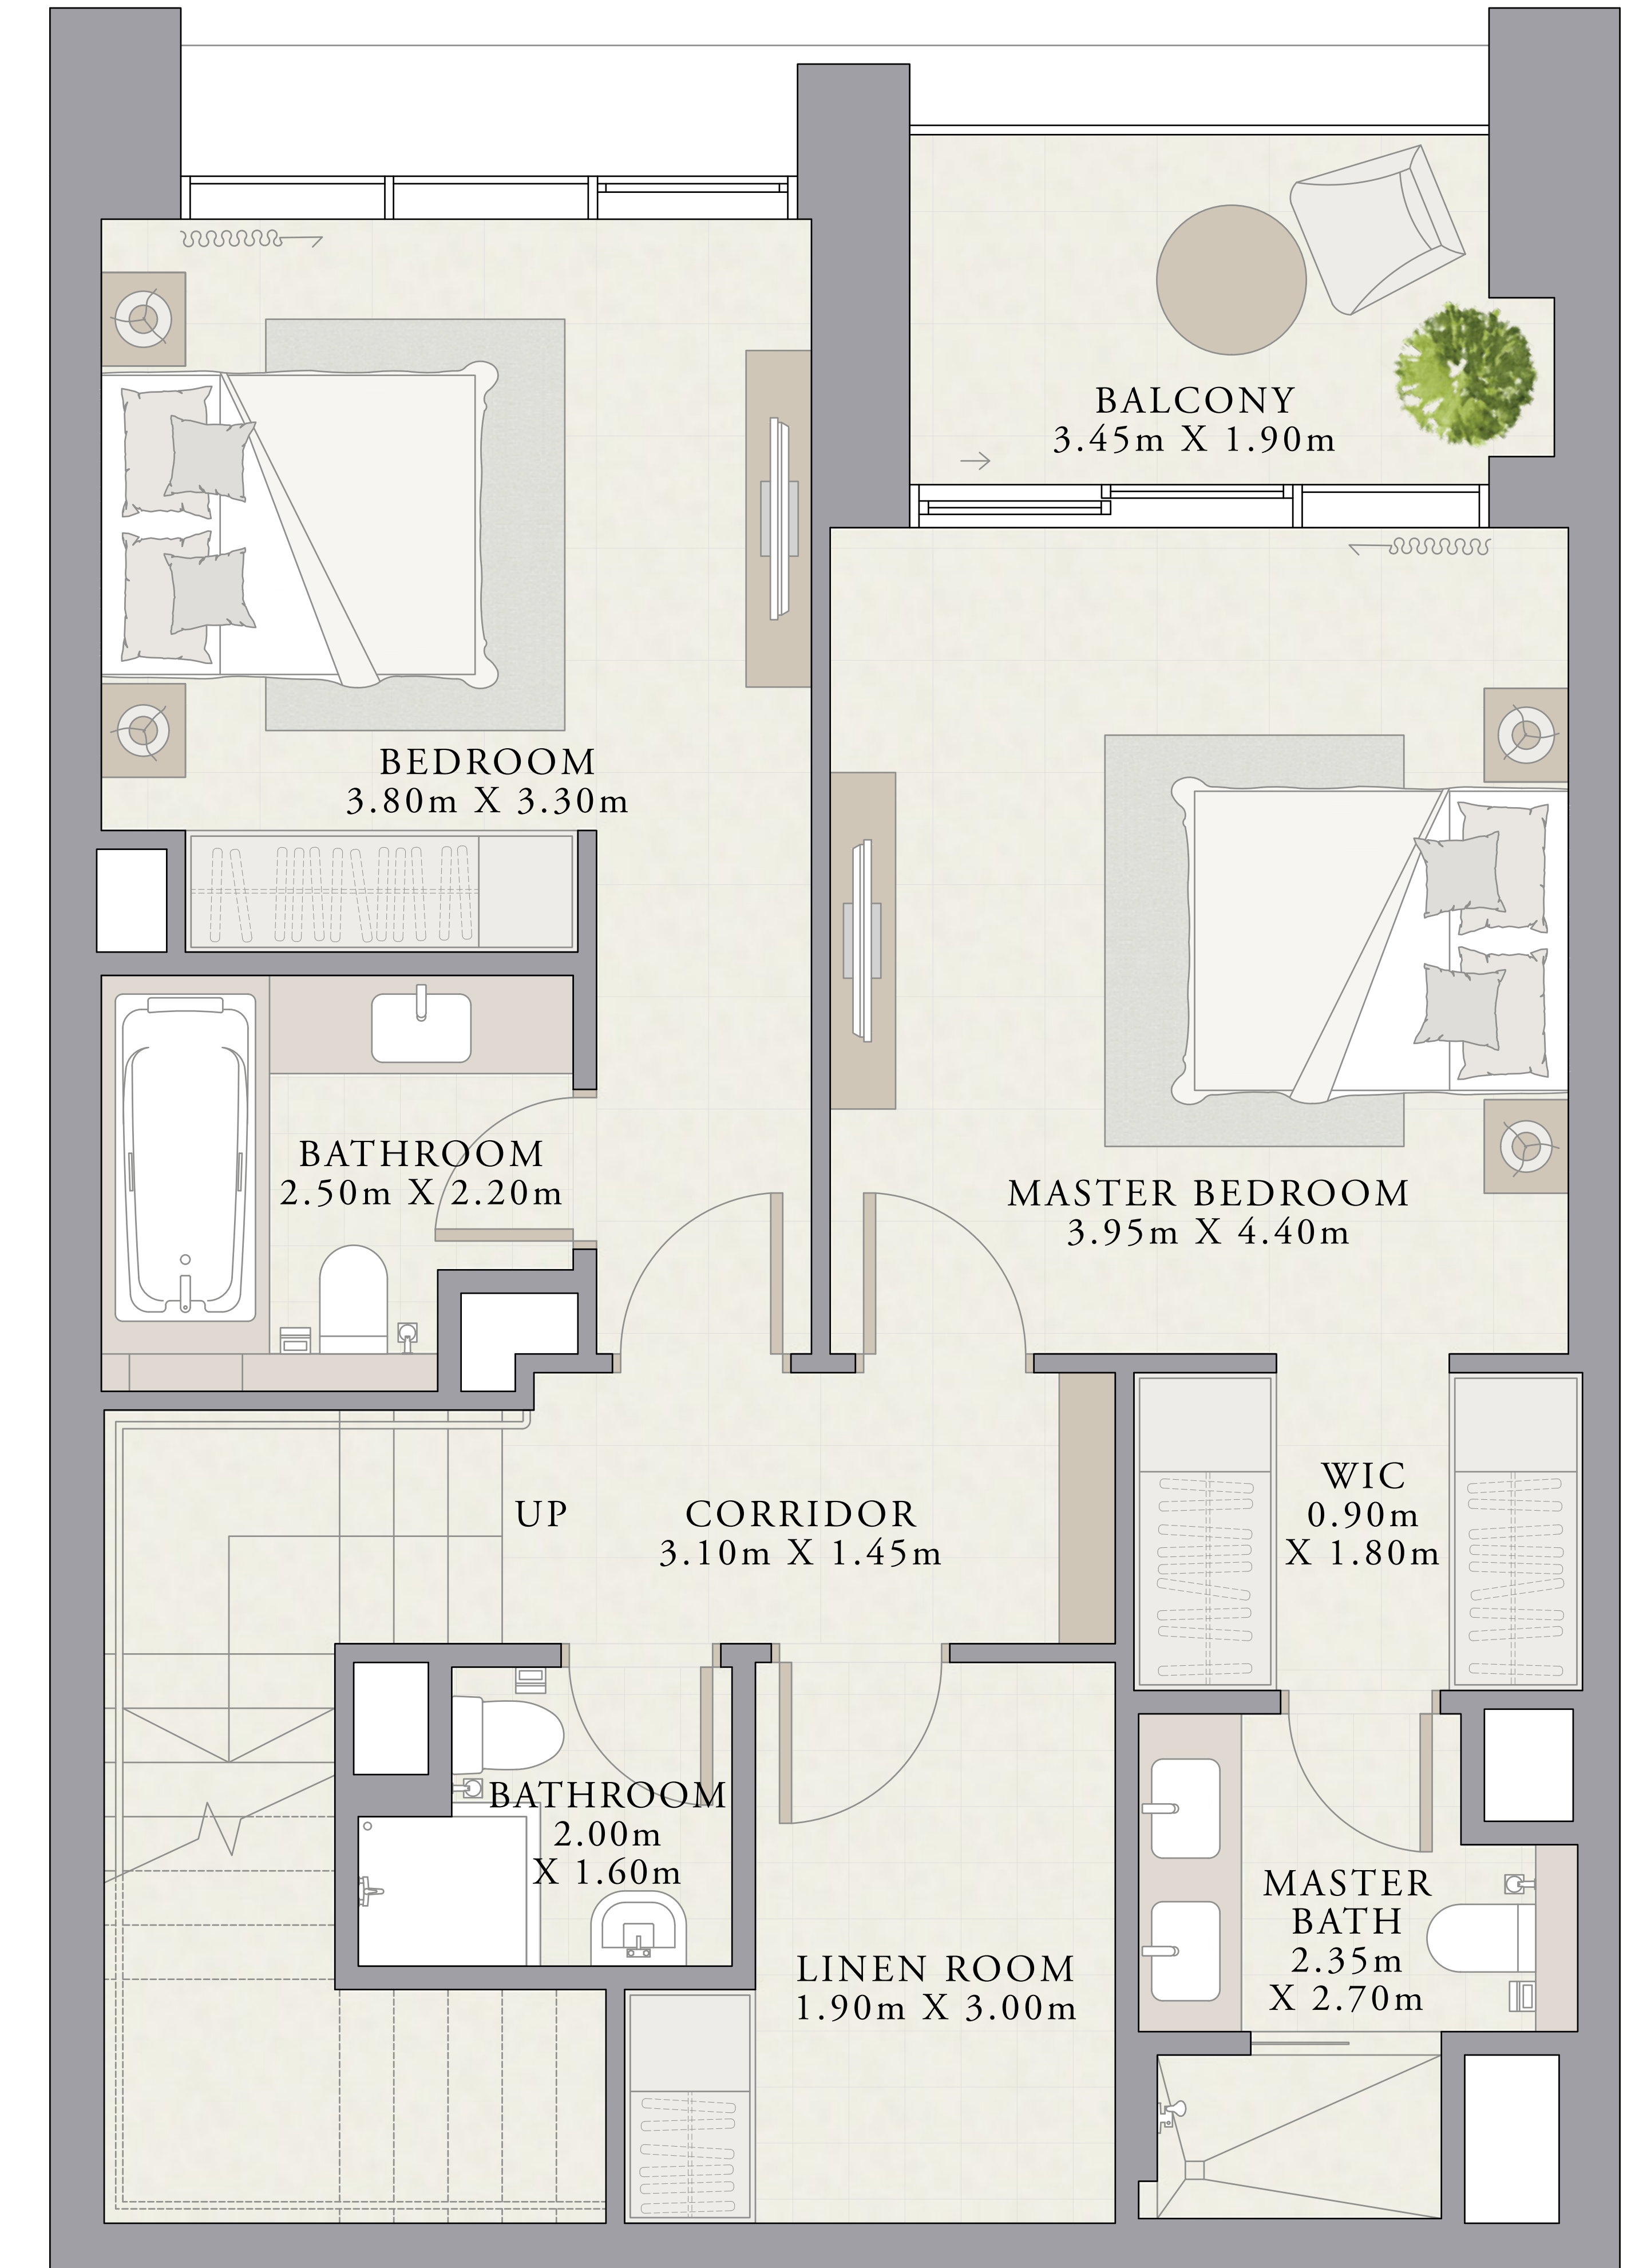 BALCONY
3.45m X 1.90m
BEDROOM
3.80m X 3.30m
BATHROOM
2.50m X 2.20m
MASTER BEDROOM
3.95m X 4.40m
UP
CORRIDOR
3.10m X 1.45m
WIC
0.90m
X 1.80m
BATHROOM
2.00m
X 1.60m
LINEN ROOM
1.90m X 3.00m
MASTER
BATH
2.35m
X 2.70m